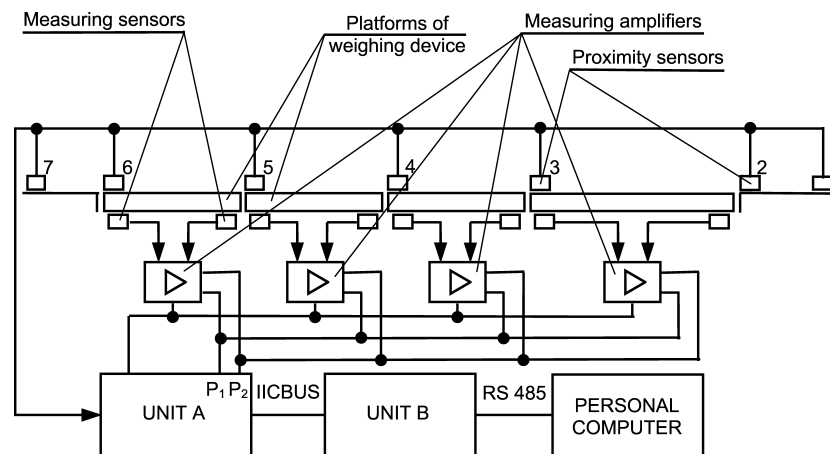 Measuring sensors
Platforms of
weighing device
Measuring amplifiers
Proximity sensors
7
6
5
4
3
2
P1 P2
UNIT A
IICBUS
UNIT B
RS 485
PERSONAL
COMPUTER